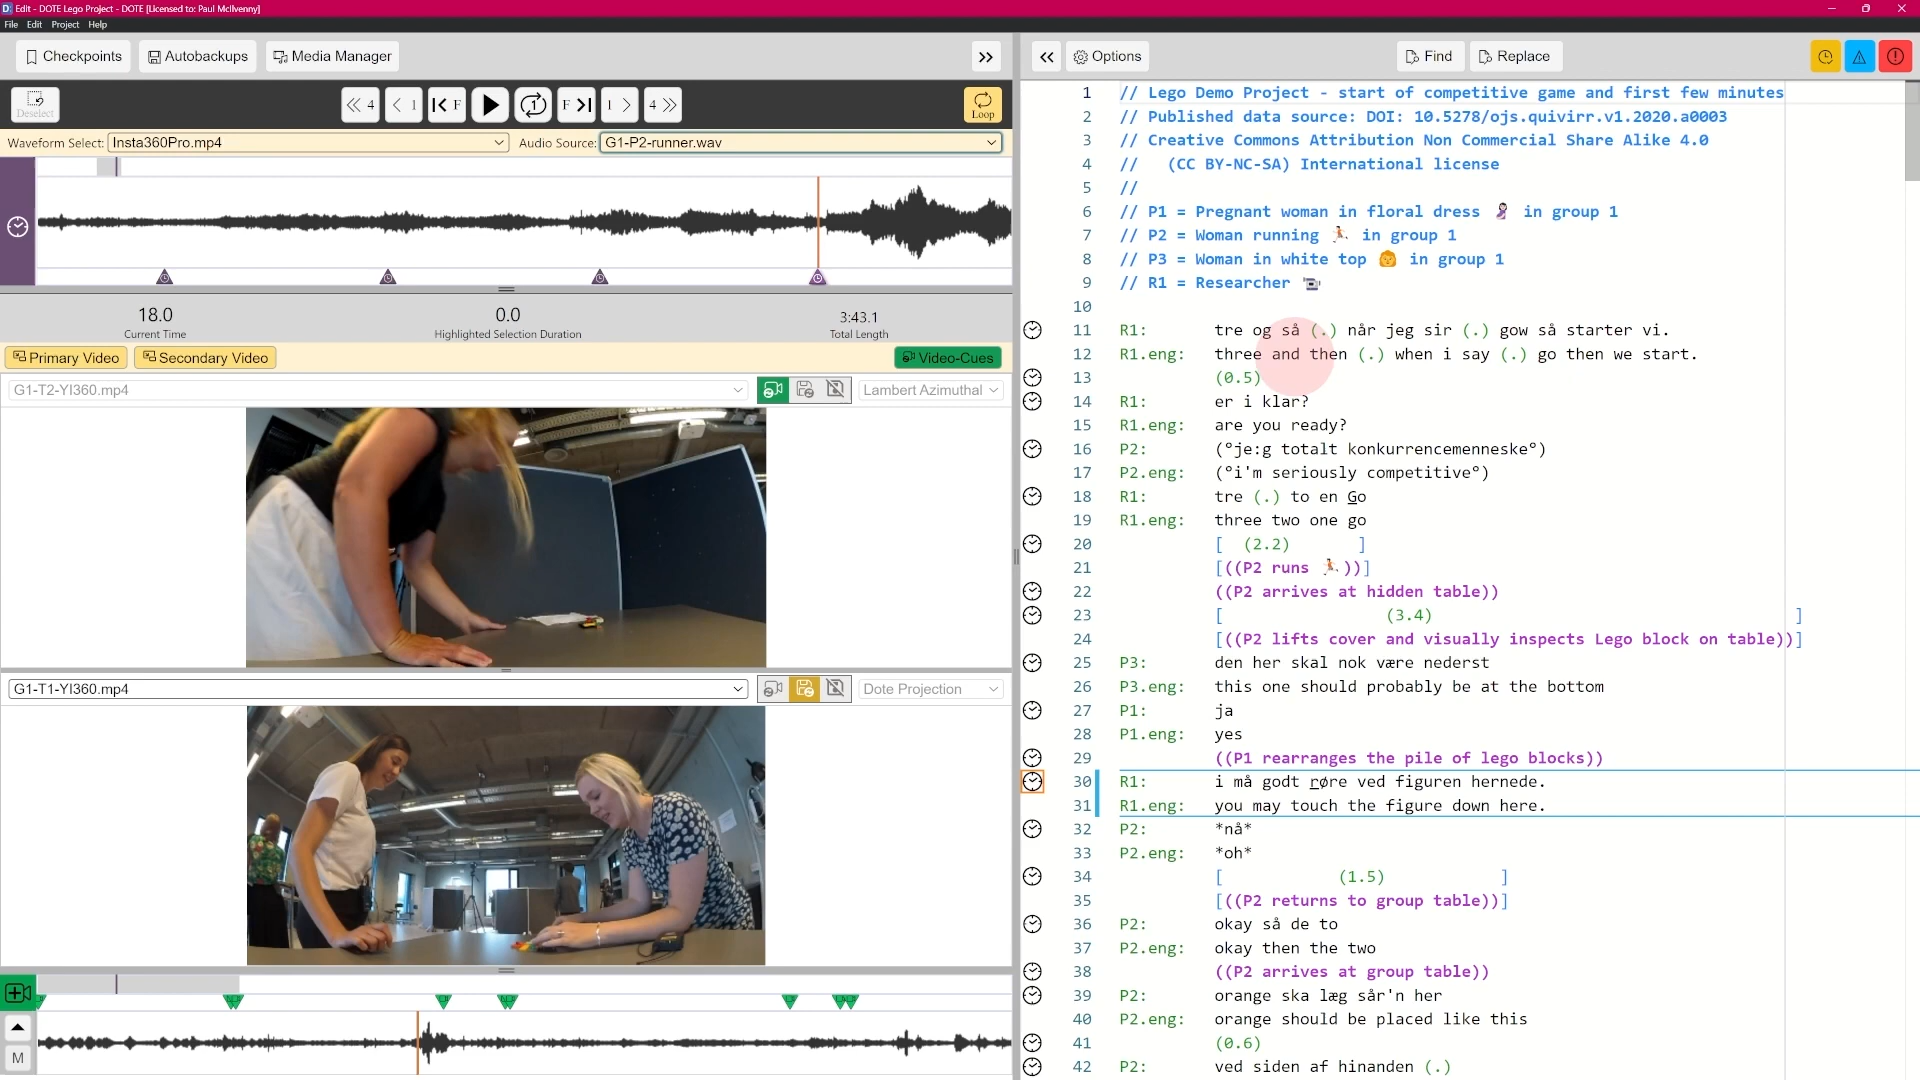 Edit - DOTE Lego Project - DOTE [Licensed to: Paul McIlvenny]
File Edit Project Help
Checkpoints Autobackups Media Manager
Deselect
4 1 F 1 F 1 4 Loop
Waveform Select: Insta360Pro.mp4 Audio Source: G1-P2-runner.wav
18.0 0.0 3:43.1
Current Time Highlighted Selection Duration Total Length
Primary Video Secondary Video Video-Cues
G1-T2-YI360.mp4 Lambert Azimuthal
G1-T1-YI360.mp4 Dote Projection
M
Options Find Replace
1 // Lego Demo Project - start of competitive game and first few minutes
2 // Published data source: DOI: 10.5278/ojs.quivirr.v1.2020.a0003
3 // Creative Commons Attribution Non Commercial Share Alike 4.0
4 // (CC BY-NC-SA) International license
5 //
6 // P1 = Pregnant woman in floral dress in group 1
7 // P2 = Woman running in group 1
8 // P3 = Woman in white top in group 1
9 // R1 = Researcher
10
11 R1: tre og så (.) når jeg sir (.) gow så starter vi.
12 R1.eng: three and then (.) when i say (.) go then we start.
13 (0.5)
14 R1: er i klar?
15 R1.eng: are you ready?
16 P2: (°je:g totalt konkurrencemenneske°)
17 P2.eng: (°i'm seriously competitive°)
18 R1: tre (.) to en Go
19 R1.eng: three two one go
20 [ (2.2) ]
21 [((P2 runs ))]
22 ((P2 arrives at hidden table))
23 [ (3.4) ]
24 [((P2 lifts cover and visually inspects Lego block on table))]
25 P3: den her skal nok være nederst
26 P3.eng: this one should probably be at the bottom
27 P1: ja
28 P1.eng: yes
29 ((P1 rearranges the pile of lego blocks))
30 R1: i må godt røre ved figuren hernede.
31 R1.eng: you may touch the figure down here.
32 P2: *nå*
33 P2.eng: *oh*
34 [ (1.5) ]
35 [((P2 returns to group table))]
36 P2: okay så de to
37 P2.eng: okay then the two
38 ((P2 arrives at group table))
39 P2: orange ska læg sår'n her
40 P2.eng: orange should be placed like this
41 (0.6)
42 P2: ved siden af hinanden (.)